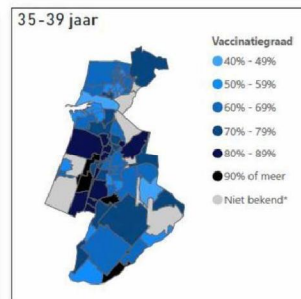 35-39 jaar
Vaccinatiegraad
40% - 49%
50% - 59%
60% - 69%
70% - 79%
80% - 89%
90% of meer
Niet bekend*